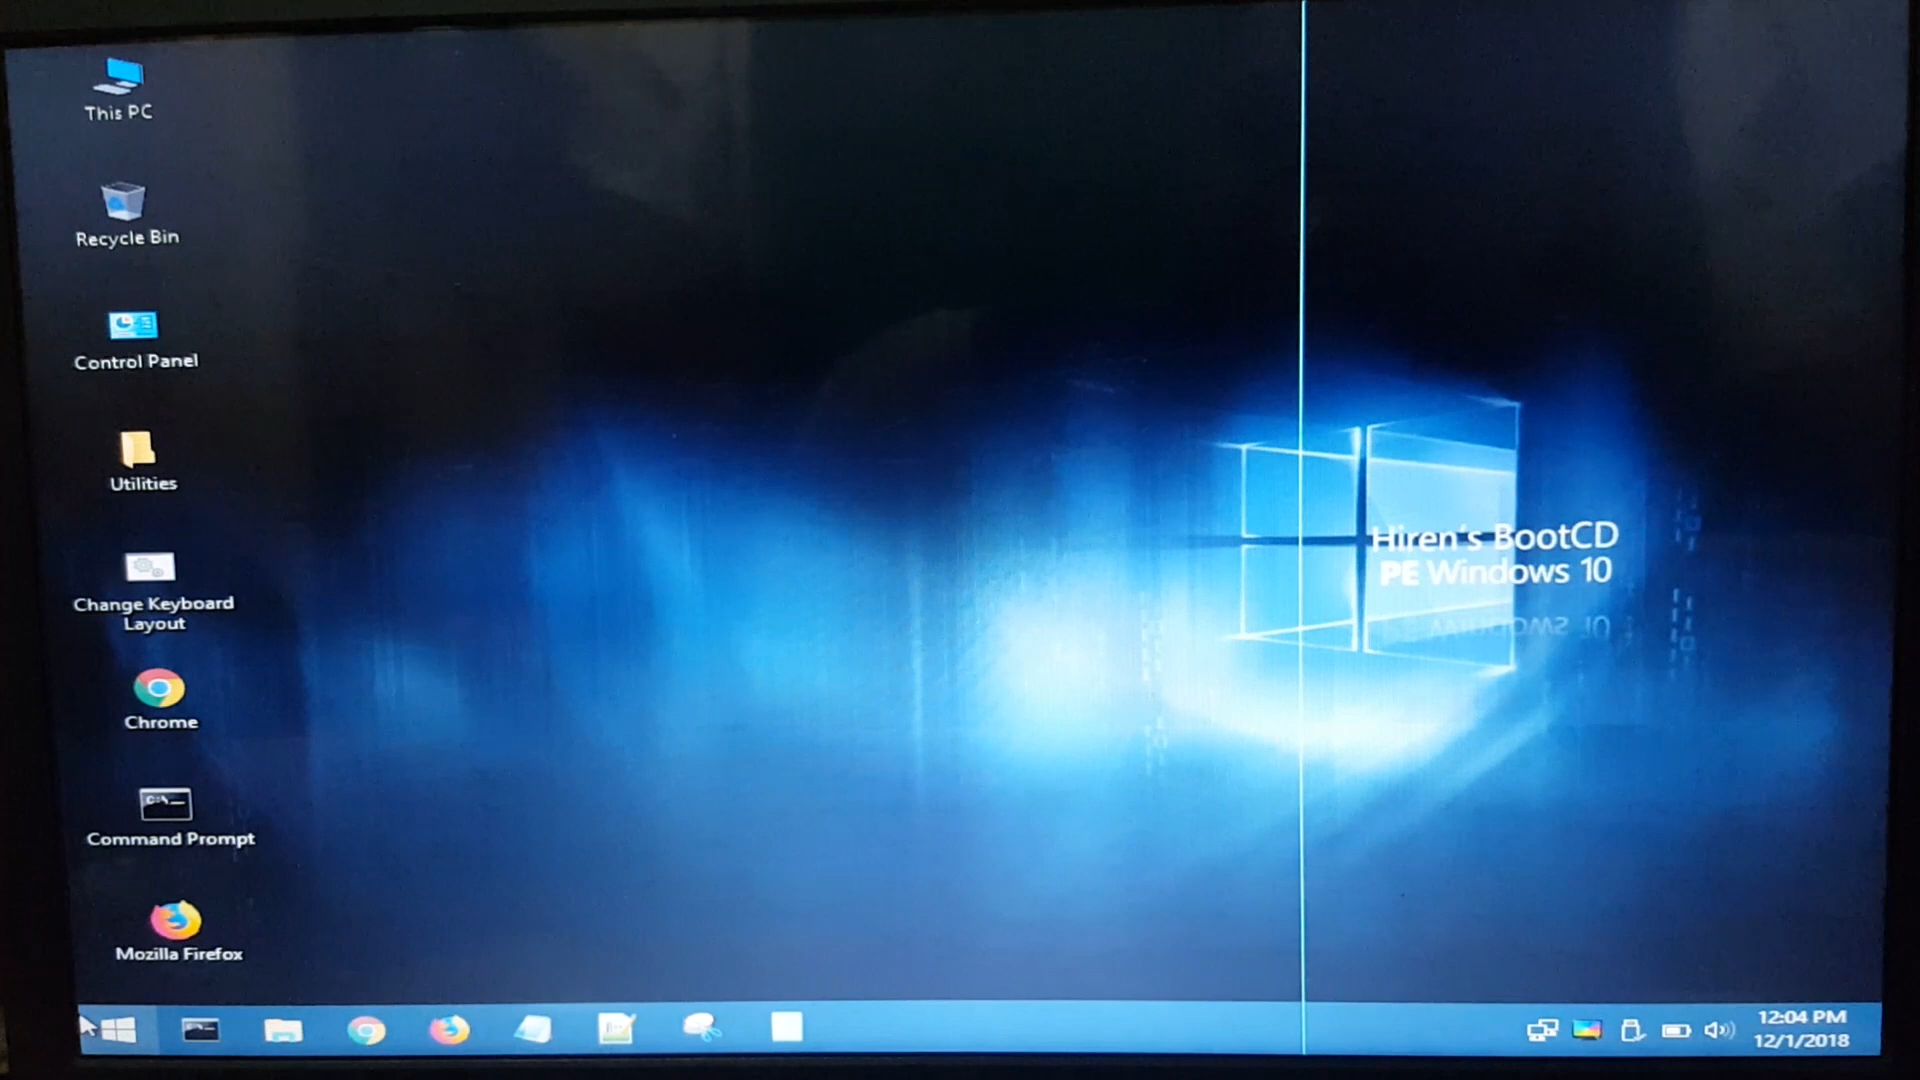 This PC
Recycle Bin
Control Panel
Utilities
Change Keyboard
Layout
Chrome
Command Prompt
Mozilla Firefox
Hiren's BootCD
PE Windows 10
12:04 PM
12/1/2018